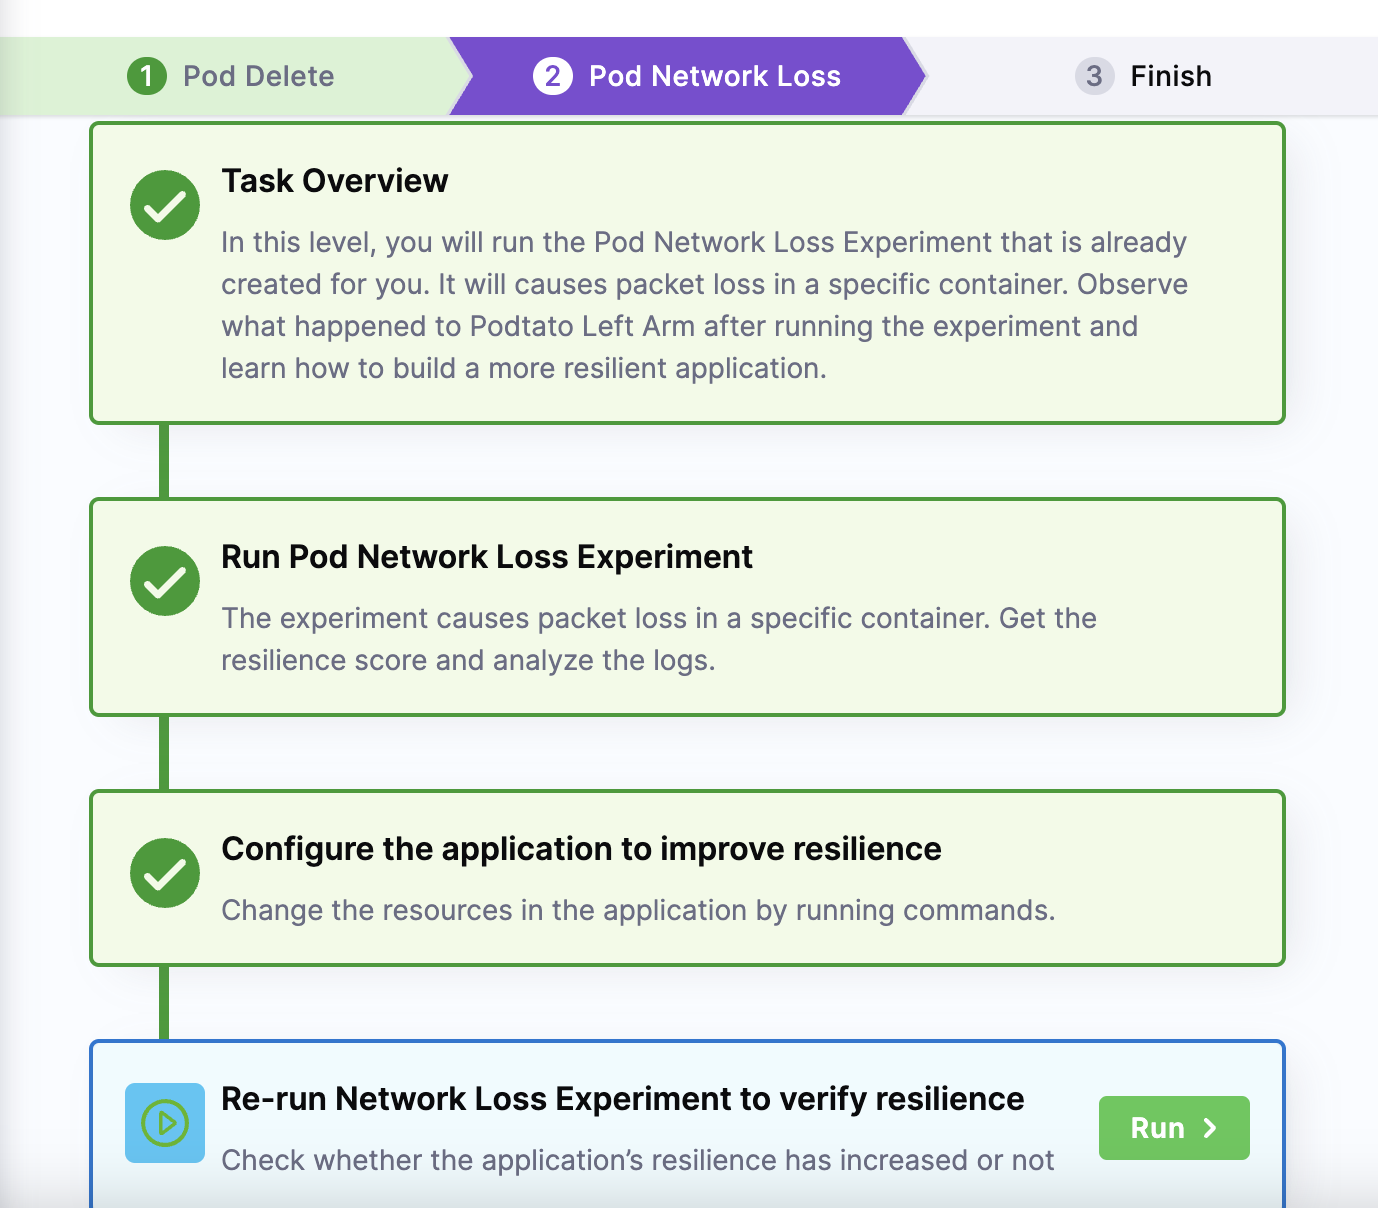 1 Pod Delete
2 Pod Network Loss
3 Finish
Task Overview
In this level, you will run the Pod Network Loss Experiment that is already
created for you. It will causes packet loss in a specific container. Observe
what happened to Podtato Left Arm after running the experiment and
learn how to build a more resilient application.
Run Pod Network Loss Experiment
The experiment causes packet loss in a specific container. Get the
resilience score and analyze the logs.
Configure the application to improve resilience
Change the resources in the application by running commands.
Re-run Network Loss Experiment to verify resilience
Check whether the application’s resilience has increased or not
Run